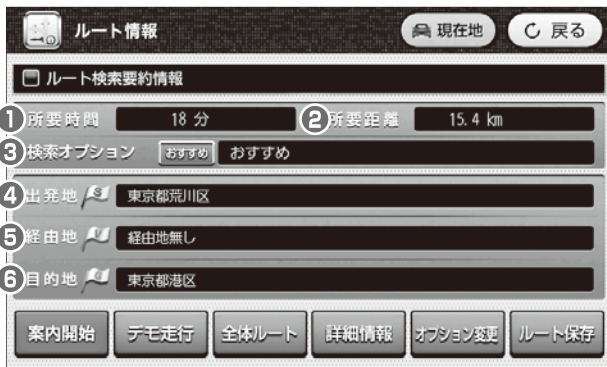 ルート情報 現在地 戻る
ルート検索要約情報
1 所要時間 18 分 2 所要距離 15.4 km
3 検索オプション おすすめ おすすめ
4 出発地 S 東京都荒川区
5 経由地 経由地無し
6 目的地 G 東京都港区
案内開始 デモ走行 全体ルート 詳細情報 オプション変更 ルート保存